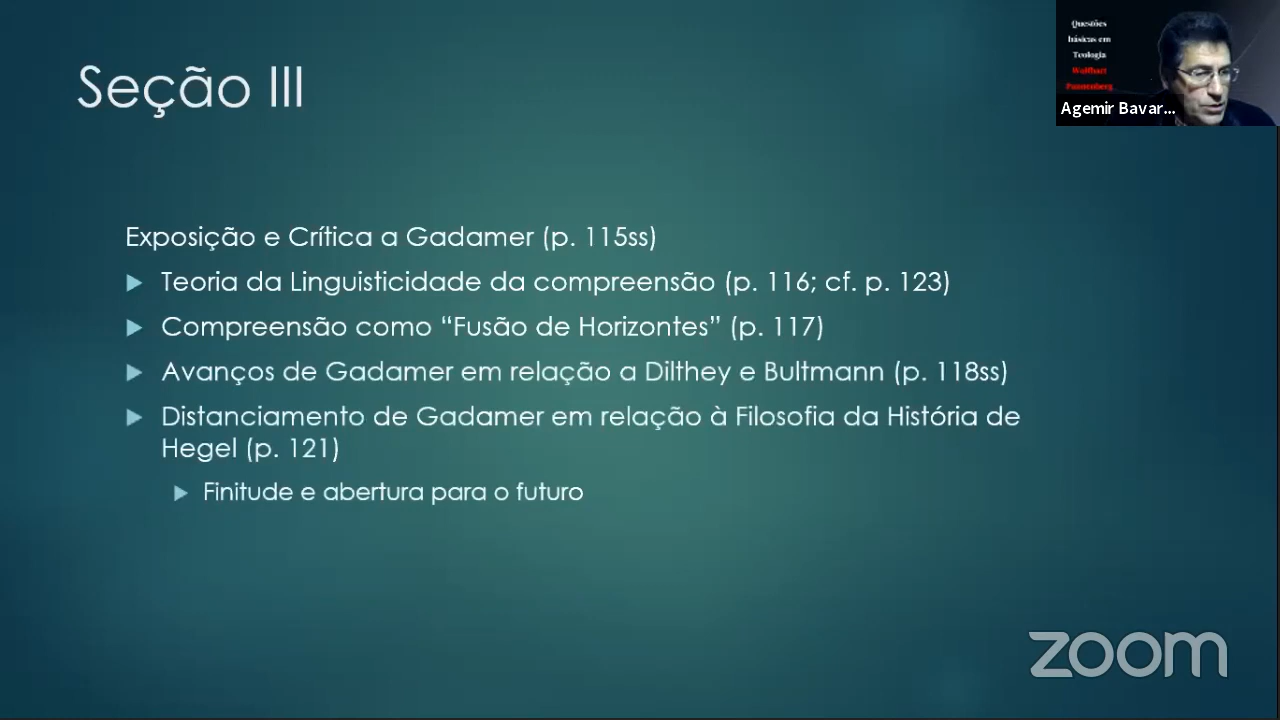 Seção III
Questões
básicas em
Teologia
Wolfhart
Pannenberg
Agemir Bavar...
Exposição e Crítica a Gadamer (p. 115ss)
Teoria da Linguisticidade da compreensão (p. 116; cf. p. 123)
Compreensão como “Fusão de Horizontes” (p. 117)
Avanços de Gadamer em relação a Dilthey e Bultmann (p. 118ss)
Distanciamento de Gadamer em relação à Filosofia da História de
Hegel (p. 121)
Finitude e abertura para o futuro
zoom